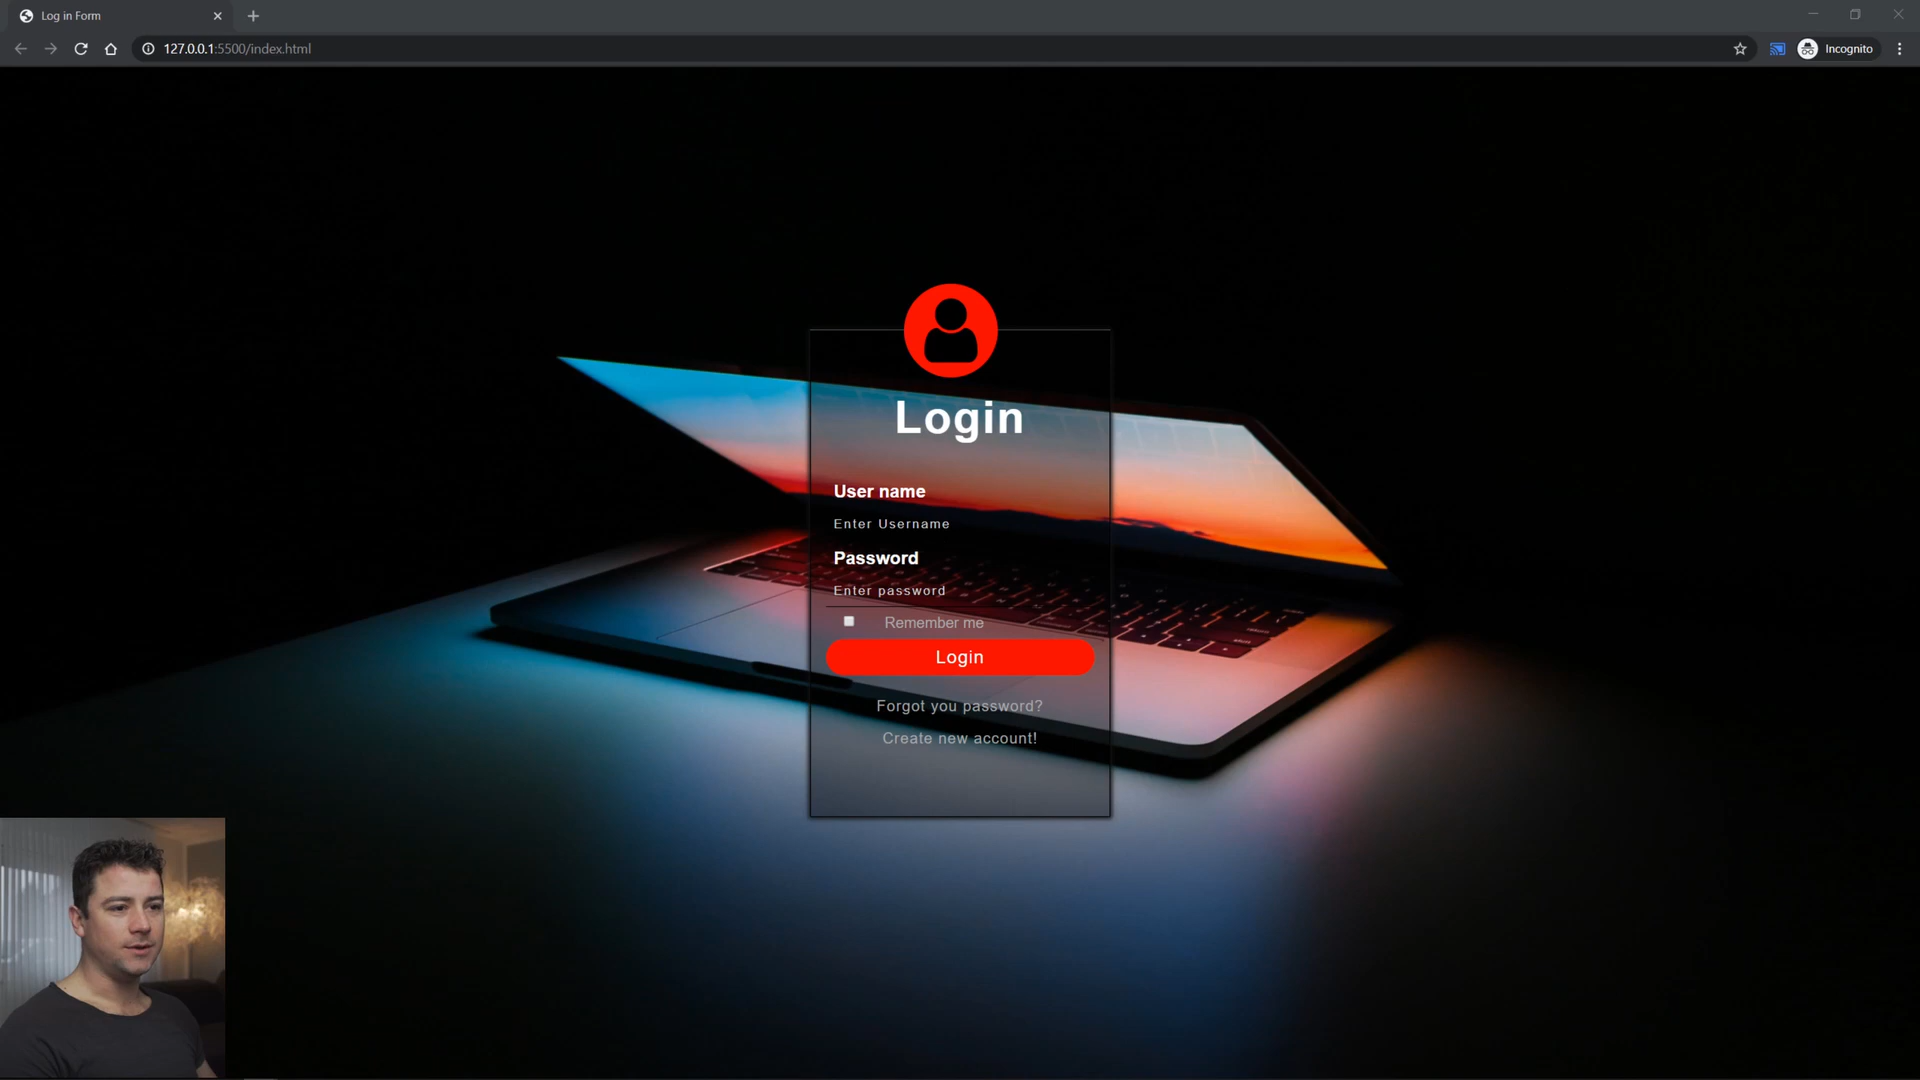 Log in Form
127.0.0.1:5500/index.html
Incognito
Login
User name
Enter Username
Password
Enter password
Remember me
Login
Forgot you password?
Create new account!